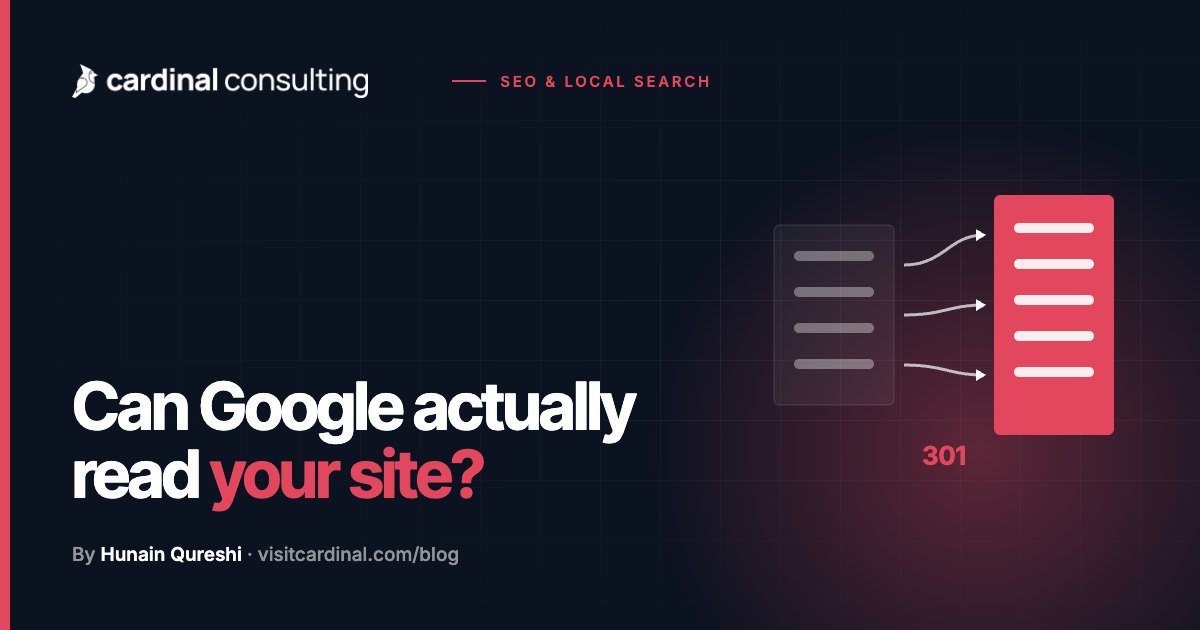 cardinal consulting
SEO & LOCAL SEARCH
301
Can Google actually
read your site?
By Hunain Qureshi · visitcardinal.com/blog